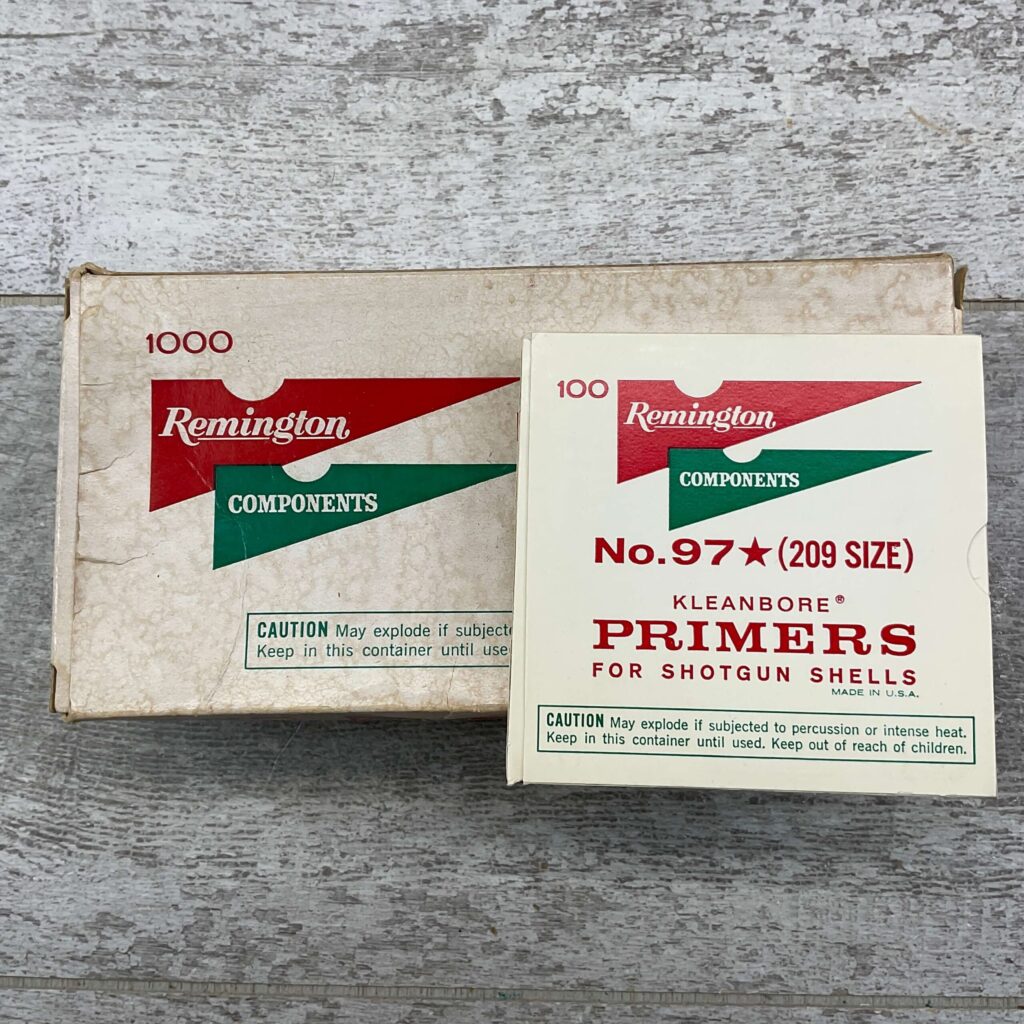 1000
Remington
COMPONENTS
CAUTION May explode if
Keep in this container until
100
Remington
COMPONENTS
No.97★(209 SIZE)
KLEANBORE®
PRIMERS
FOR SHOTGUN SHELLS
MADE IN U.S.A.
CAUTION May explode if subjected to percussion or intense heat.
Keep in this container until used. Keep out of reach of children.